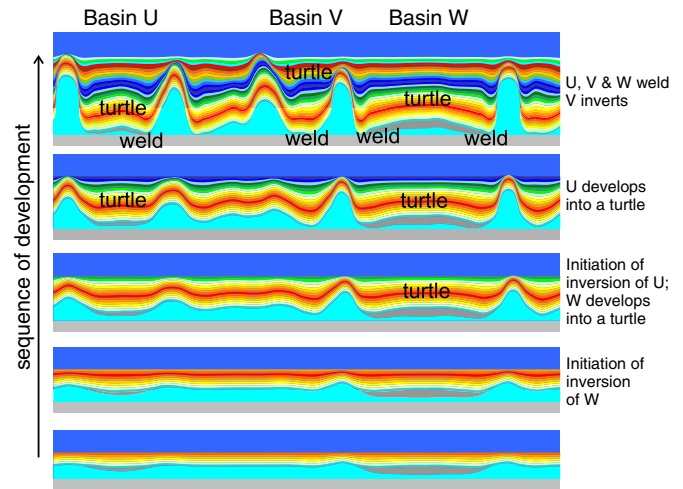 Basin U
Basin V
Basin W
sequence of development
turtle
turtle
turtle
weld
weld
weld
weld
U, V & W weld
V inverts
turtle
turtle
U develops
into a turtle
turtle
Initiation of
inversion of U;
W develops
into a turtle
Initiation of
inversion
of W